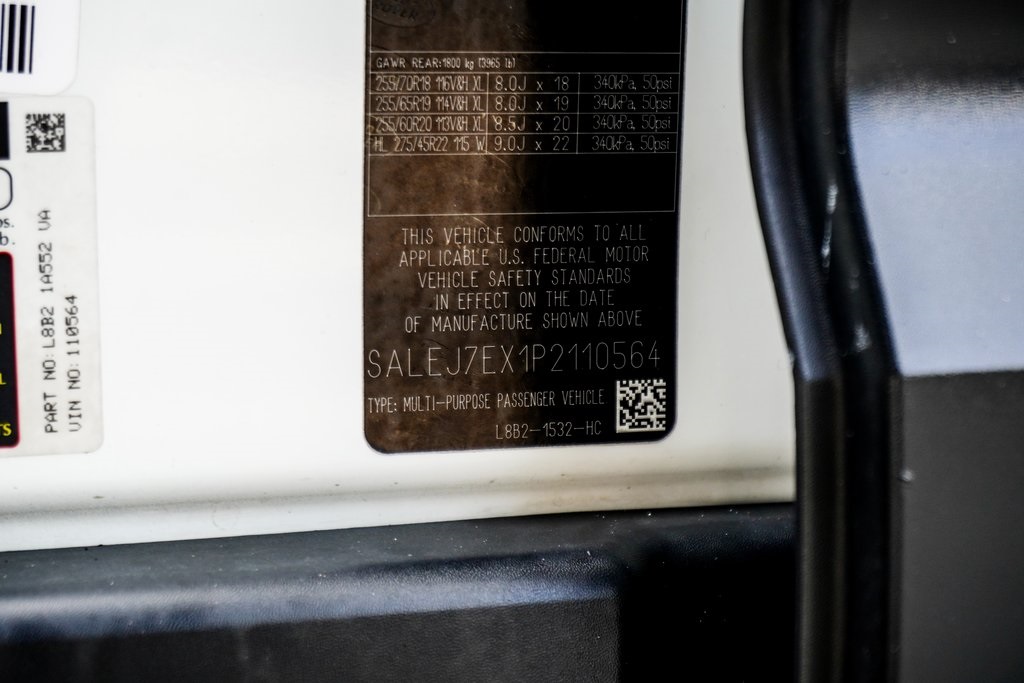 GAWR REAR:1800 kg (3965 lb)
255/70R18 116V&H XL 8.0J x 18 340kPa, 50psi
255/65R19 114V&H XL 8.0J x 19 340kPa, 50psi
255/60R20 113V&H XL 8.5J x 20 340kPa, 50psi
HL 275/45R22 115 W 9.0J x 22 340kPa, 50psi
THIS VEHICLE CONFORMS TO ALL
APPLICABLE U.S. FEDERAL MOTOR
VEHICLE SAFETY STANDARDS
IN EFFECT ON THE DATE
OF MANUFACTURE SHOWN ABOVE
SALEJ7EX1P2110564
TYPE: MULTI-PURPOSE PASSENGER VEHICLE
L8B2-1532-HC
PART NO: L8B2 1A552 VA
VIN NO: 110564